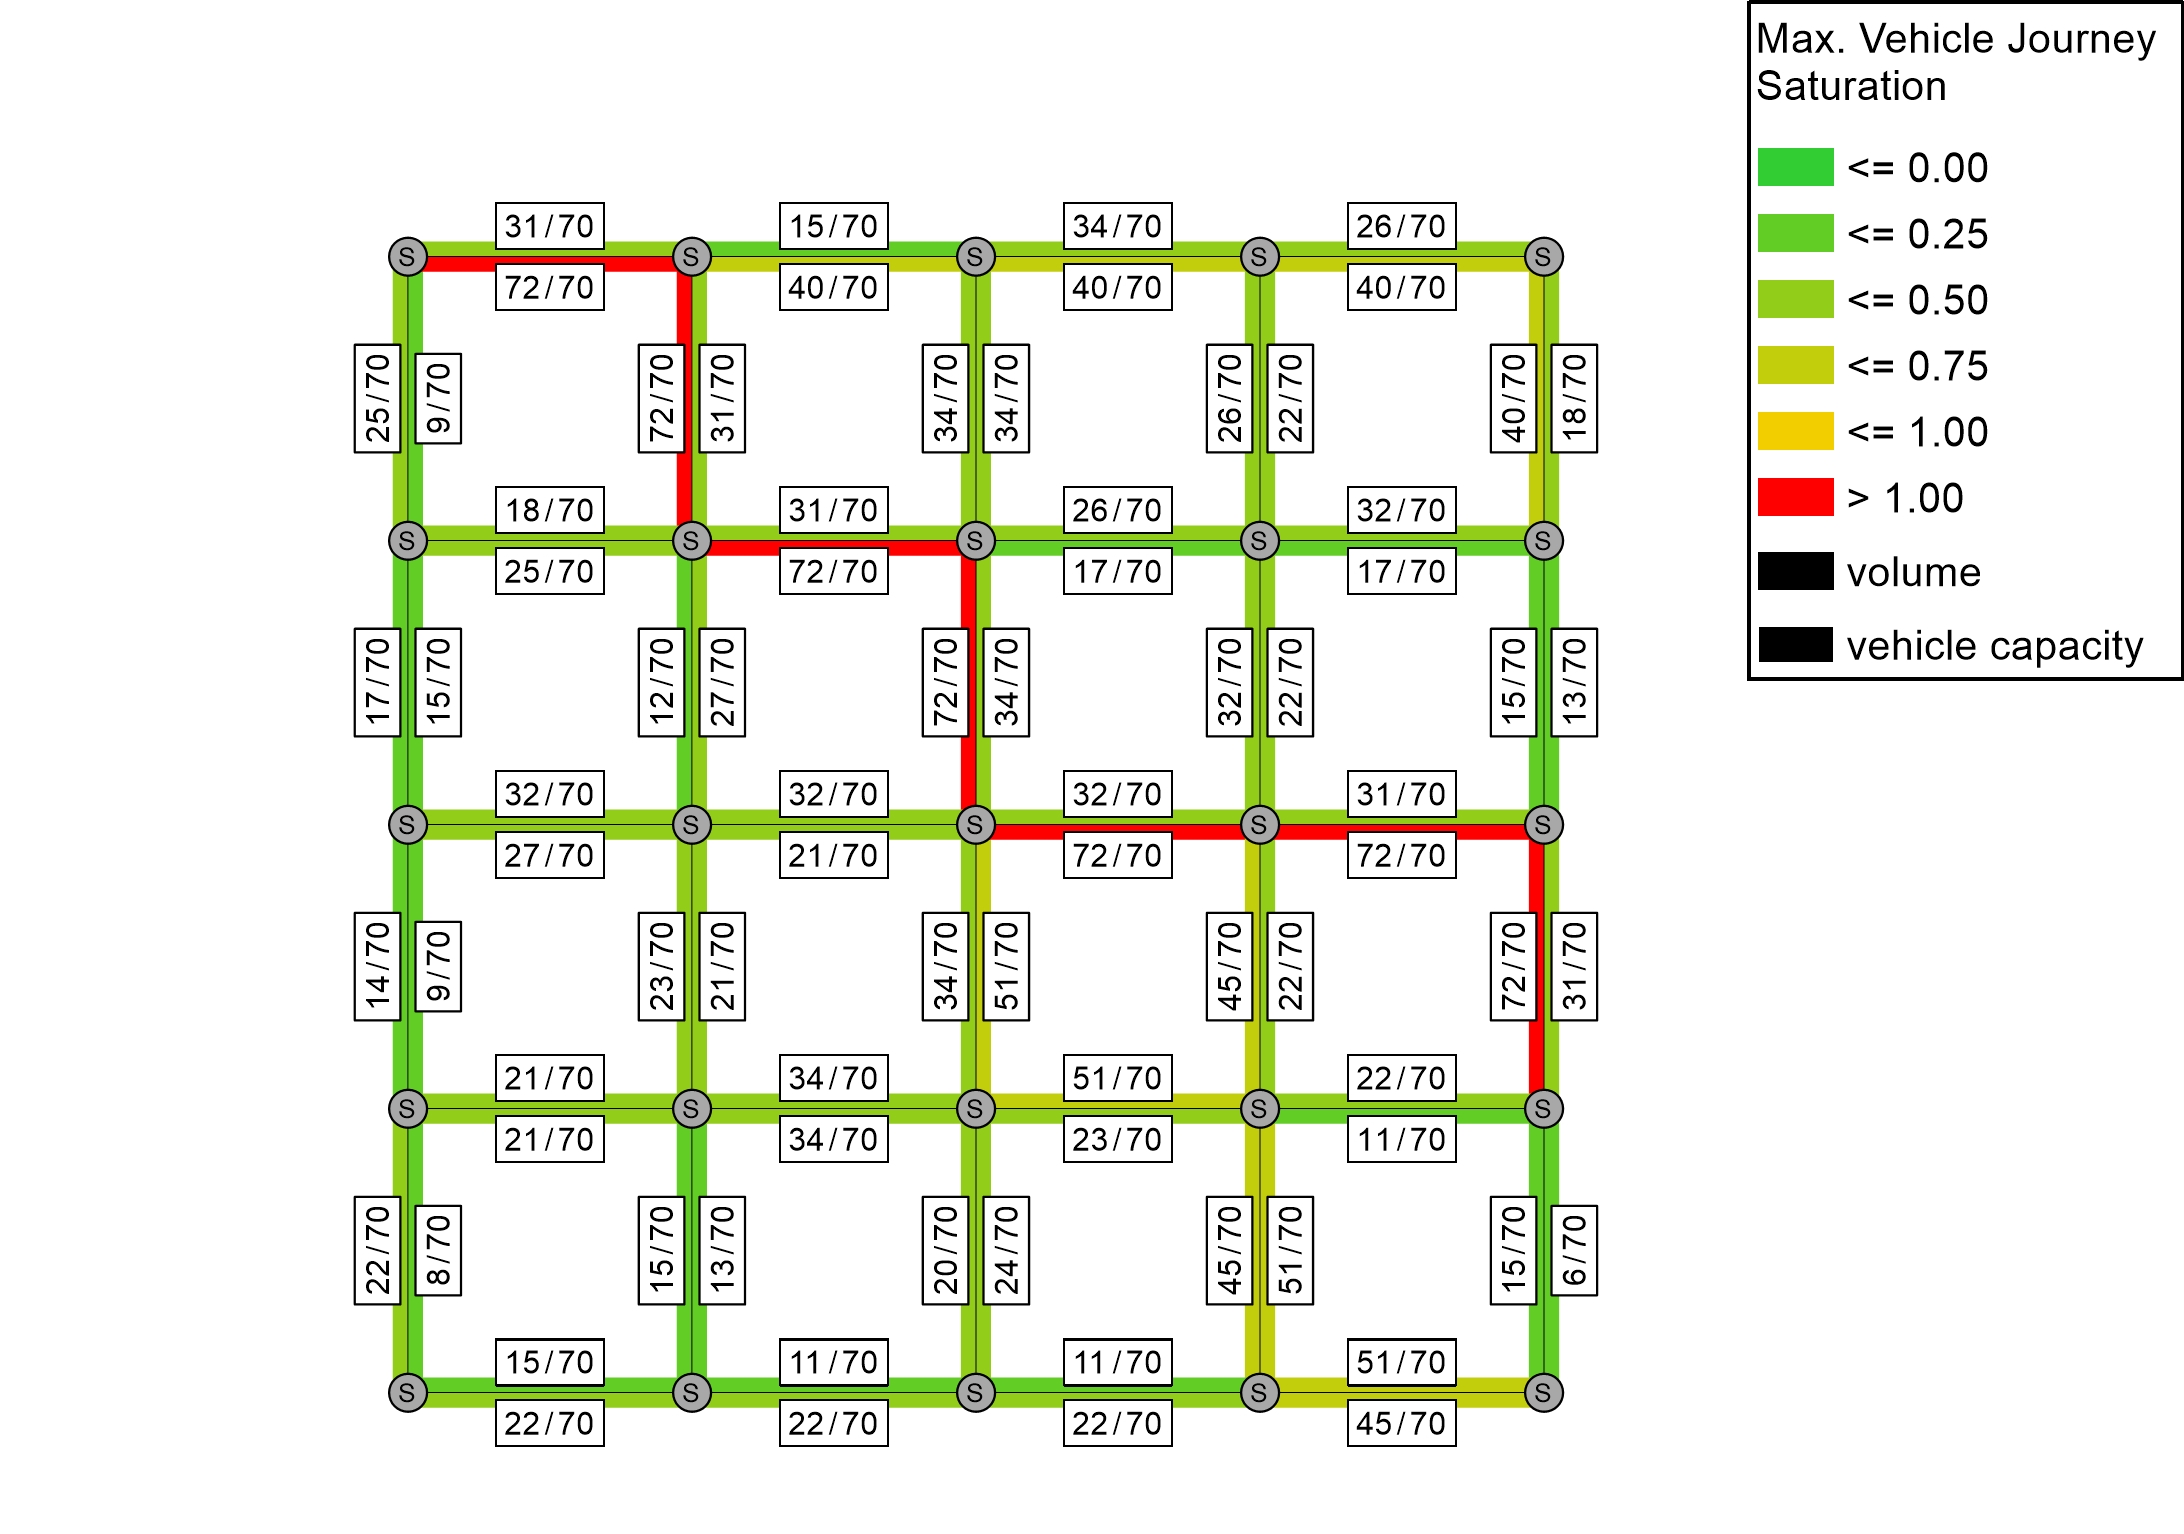 Max. Vehicle Journey
Saturation
<= 0.00
<= 0.25
<= 0.50
<= 0.75
<= 1.00
> 1.00
volume
vehicle capacity
31/70 15/70 34/70 26/70
S S S S S
72/70 40/70 40/70 40/70
25/70 9/70 72/70 31/70 34/70 34/70 26/70 22/70 40/70 18/70
18/70 31/70 26/70 32/70
S S S S S
25/70 72/70 17/70 17/70
17/70 15/70 12/70 27/70 72/70 34/70 32/70 22/70 15/70 13/70
32/70 32/70 32/70 31/70
S S S S S
27/70 21/70 72/70 72/70
14/70 9/70 23/70 21/70 34/70 51/70 45/70 22/70 72/70 31/70
21/70 34/70 51/70 22/70
S S S S S
21/70 34/70 23/70 11/70
22/70 8/70 15/70 13/70 20/70 24/70 45/70 51/70 15/70 6/70
15/70 11/70 11/70 51/70
S S S S S
22/70 22/70 22/70 45/70